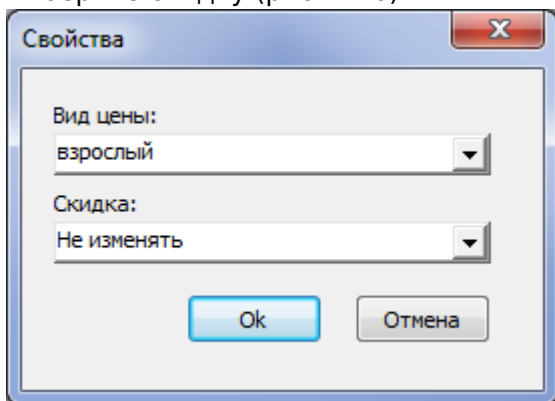 Свойства
Вид цены:
взрослый
Скидка:
Не изменять
Ok
Отмена